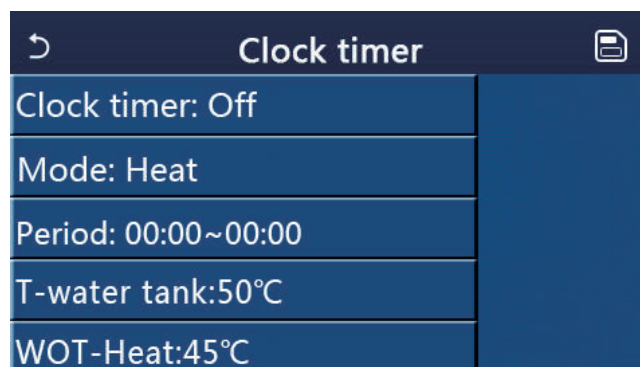 Clock timer
Clock timer: Off
Mode: Heat
Period: 00:00~00:00
T-water tank:50℃
WOT-Heat:45℃